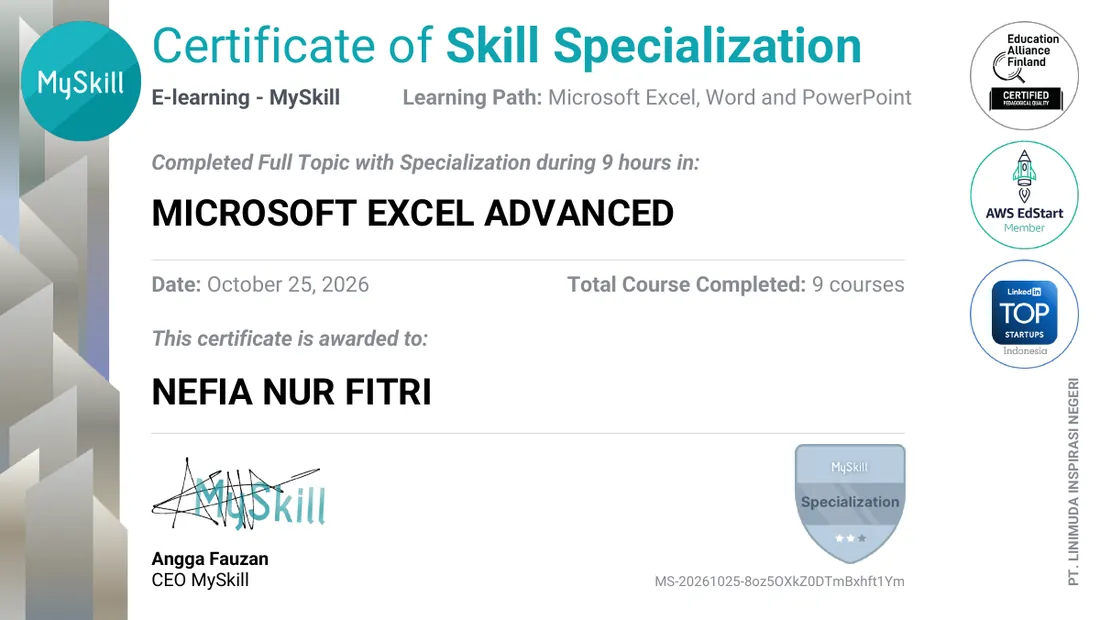 MySkill
Certificate of Skill Specialization
E-learning - MySkill
Learning Path: Microsoft Excel, Word and PowerPoint
Completed Full Topic with Specialization during 9 hours in:
MICROSOFT EXCEL ADVANCED
Date: October 25, 2026
Total Course Completed: 9 courses
This certificate is awarded to:
NEFIA NUR FITRI
MySkill
Angga Fauzan
CEO MySkill
MySkill
Specialization
MS-20261025-8oz5OXkZ0DTmBxhft1Ym
Education
Alliance
Finland
CERTIFIED
PEDAGOGICAL QUALITY
AWS EdStart
Member
LinkedIn
TOP
STARTUPS
Indonesia
PT. LINIMUDA INSPIRASI NEGERI